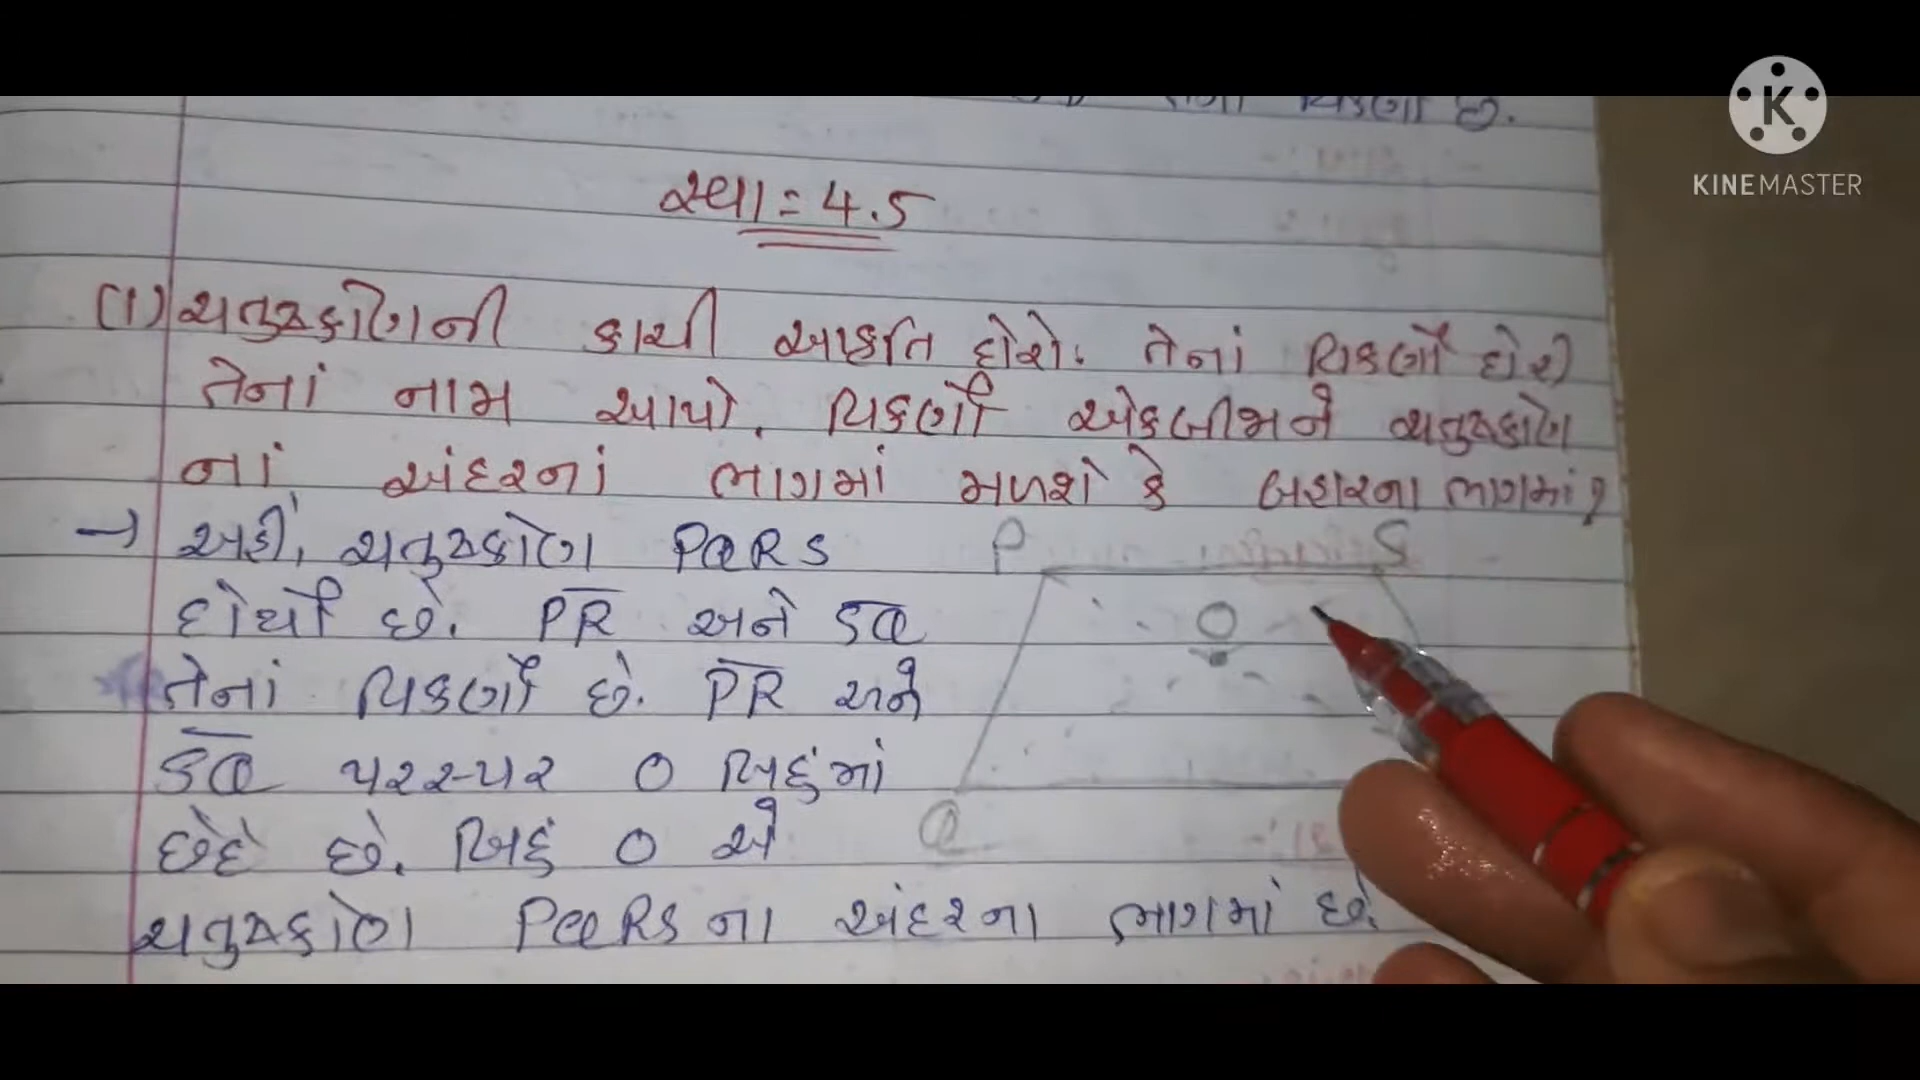 KINEMASTER
સ્વા = 4.5
(1) ચતુષ્કોણની કાચી આકૃતિ દોરો. તેનાં વિકર્ણો દોરી
તેનાં નામ આપો. વિકર્ણો એકબીજાને ચતુષ્કોણ
નાં અંદરનાં ભાગમાં મળશે કે બહારના ભાગમાં?
→ અહીં, ચતુષ્કોણ PQRS
દોર્યો છે. PR અને SQ
તેનાં વિકર્ણો છે. PR અને
SQ પરસ્પર O બિંદુમાં
છેદે છે. બિંદુ O એ
ચતુષ્કોણ PQRS ના અંદરના ભાગમાં છે.
P S
O
Q